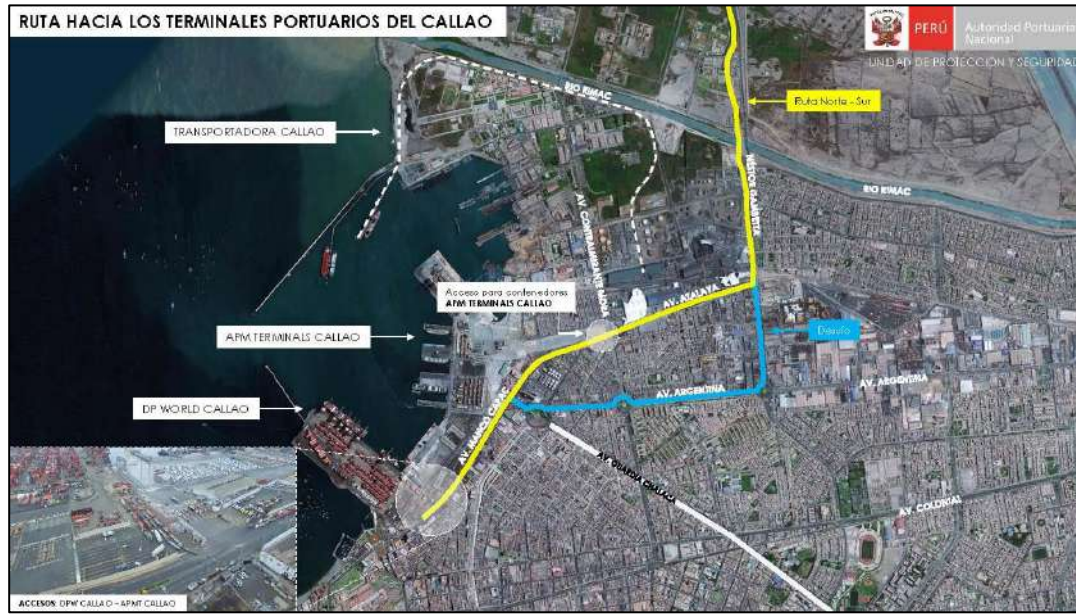 RUTA HACIA LOS TERMINALES PORTUARIOS DEL CALLAO
PERÚ
Autoridad Portuaria
Nacional
UNIDAD DE PROTECCIÓN Y SEGURIDAD
RIO RIMAC
Ruta Norte - Sur
TRANSPORTADORA CALLAO
NÉSTOR GAMBETTA
RIO RIMAC
AV. CONTRALMIRANTE MORA
Acceso para contenedores
APM TERMINALS CALLAO
AV. ATALAYA
APM TERMINALS CALLAO
Desvío
AV. ARGENTINA
AV. ARGENTINA
DP WORLD CALLAO
AV. MANCO CAPAC
AV. GUARDIA CHALACA
AV. COLONIAL
ACCESOS: DPW CALLAO - APMT CALLAO